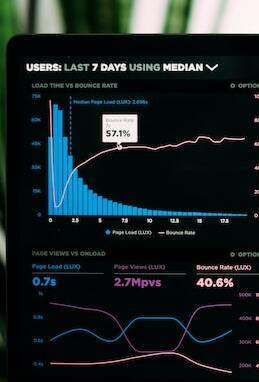 USERS: LAST 7 DAYS USING MEDIAN
LOAD TIME VS BOUNCE RATE
OPTIO
75K
60K
45K
30K
15K
0
Median Page Load (LUX): 2.056s
Bounce Rate
57.1%
100
0 2.5 5 7.5 10 12.5 15 17.5
Page Load (LUX) Bounce Rate
PAGE VIEWS VS ONLOAD
OPTIO
Page Load (LUX) Page Views (LUX) Bounce Rate (LUX)
0.7s 2.7Mpvs 40.6%
1s
0.8s
0.6s
0.4s
500K
400K
300K
200K